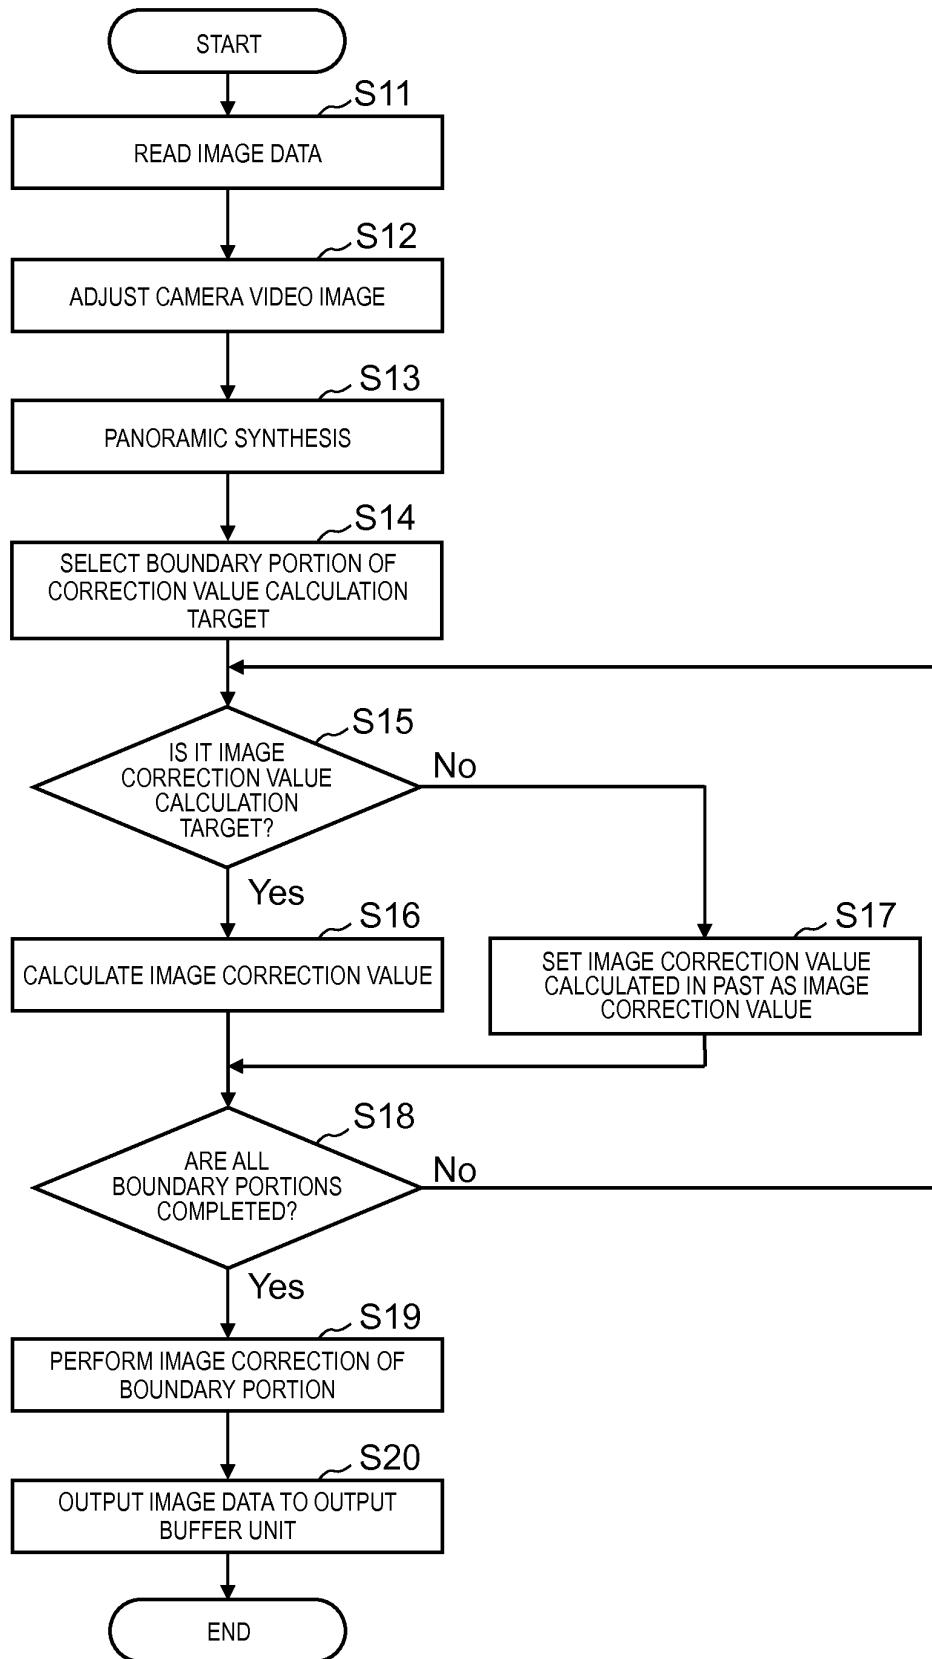 START
S11
READ IMAGE DATA
S12
ADJUST CAMERA VIDEO IMAGE
S13
PANORAMIC SYNTHESIS
S14
SELECT BOUNDARY PORTION OF
CORRECTION VALUE CALCULATION
TARGET
S15
IS IT IMAGE
CORRECTION VALUE
CALCULATION
TARGET?
No
Yes
S16
CALCULATE IMAGE CORRECTION VALUE
S17
SET IMAGE CORRECTION VALUE
CALCULATED IN PAST AS IMAGE
CORRECTION VALUE
S18
ARE ALL
BOUNDARY PORTIONS
COMPLETED?
No
Yes
S19
PERFORM IMAGE CORRECTION OF
BOUNDARY PORTION
S20
OUTPUT IMAGE DATA TO OUTPUT
BUFFER UNIT
END